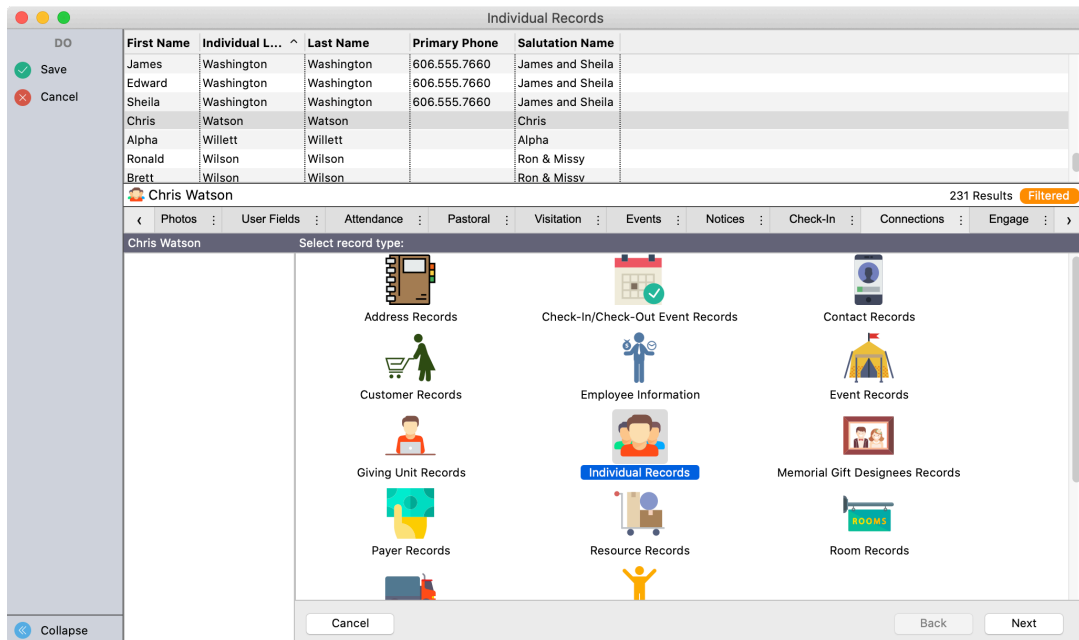 Individual Records
DO
Save
Cancel
First Name Individual L... Last Name Primary Phone Salutation Name
James Washington Washington 606.555.7660 James and Sheila
Edward Washington Washington 606.555.7660 James and Sheila
Sheila Washington Washington 606.555.7660 James and Sheila
Chris Watson Watson Chris
Alpha Willett Willett Alpha
Ronald Wilson Wilson Ron & Missy
Brett Wilson Wilson Ron & Missy
Chris Watson 231 Results Filtered
Photos User Fields Attendance Pastoral Visitation Events Notices Check-In Connections Engage
Chris Watson Select record type:
Address Records Check-In/Check-Out Event Records Contact Records
Customer Records Employee Information Event Records
Giving Unit Records Individual Records Memorial Gift Designees Records
ROOMS
Payer Records Resource Records Room Records
Collapse Cancel Back Next